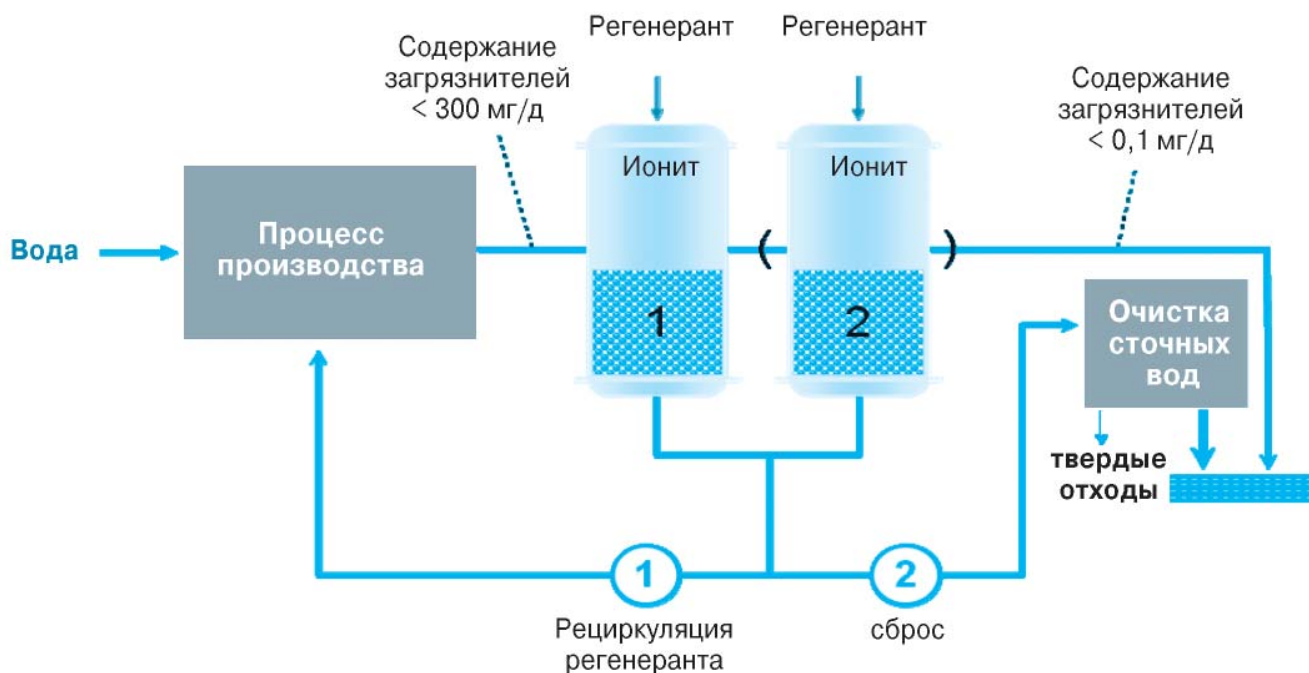 Регенерант
Регенерант
Содержание
загрязнителей
< 300 мг/д
Содержание
загрязнителей
< 0,1 мг/д
Ионит
Ионит
Вода
Процесс
производства
( )
1
2
Очистка
сточных
вод
твердые
отходы
1
2
Рециркуляция
регенеранта
сброс